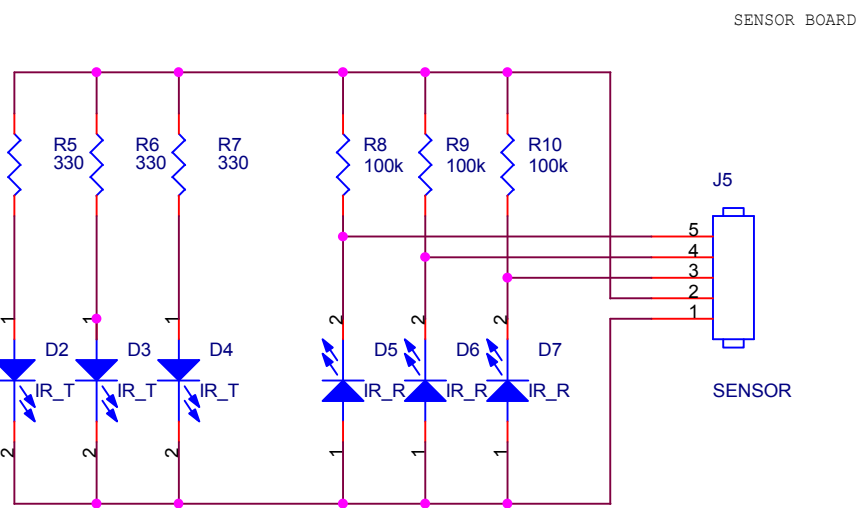 SENSOR BOARD
R5 R6 R7 R8 R9 R10
330 330 330 100k 100k 100k
J5
5
4
3
2
1
1 1 1 2 2 2
D2 D3 D4 D5 D6 D7
IR_T IR_T IR_T IR_R IR_R IR_R
SENSOR
2 2 2 1 1 1